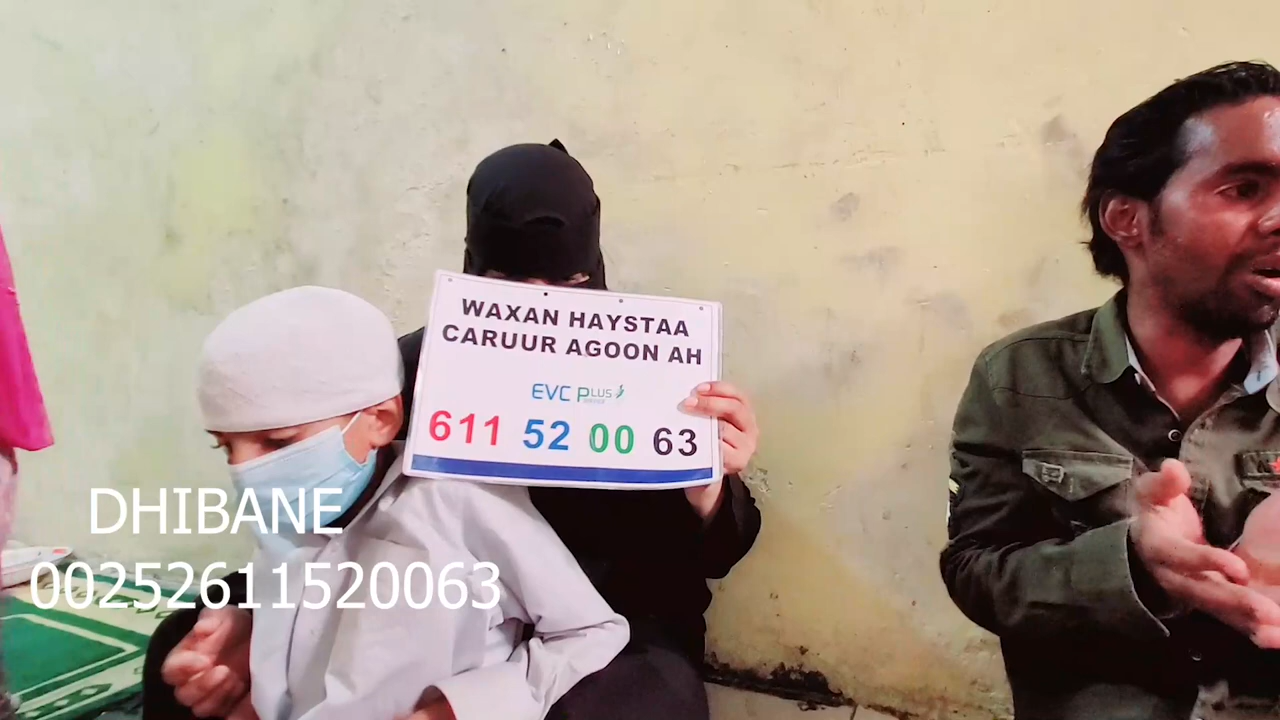 WAXAN HAYSTAA
CARUUR AGOON AH
EVC PLUS
611 52 00 63
DHIBANE
00252611520063